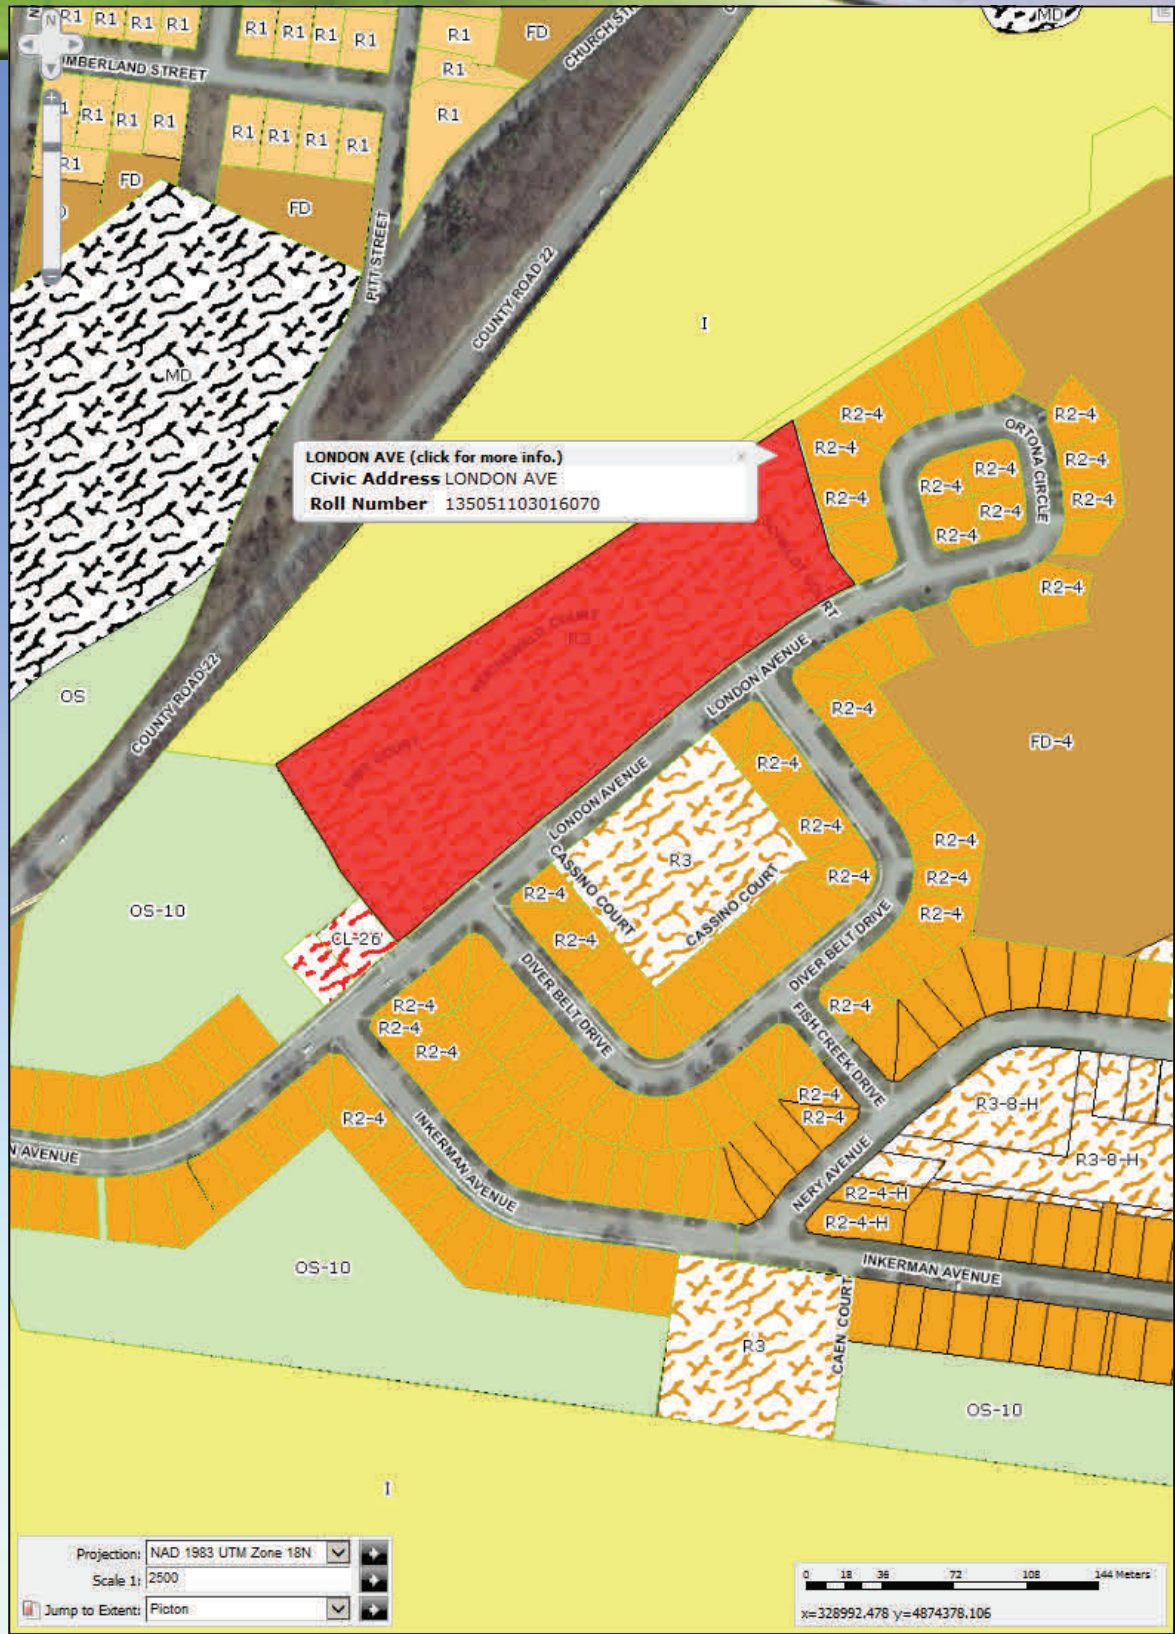 N
R1 R1 R1 R1
R1 R1 R1 R1
R1
FD
CHURCH
MD
R1
IMBERLAND STREET
R1
1 R1 R1 R1
R1 R1 R1 R1
R1
FD
FD
PITT STREET
COUNTY ROAD 22
I
MD
R2-4
R2-4
R2-4
ORTONA CIRCLE
R2-4
R2-4
R2-4
R2-4
R2-4
R2-4
R2-4
R2-4
LONDON AVE (click for more info.)
Civic Address LONDON AVE
Roll Number 135051103016070
R3
COURT
OS
COUNTY ROAD 22
LONDON AVENUE
R2-4
FD-4
R2-4
LONDON AVENUE
R2-4
R3
R2-4
R2-4
R2-4
R2-4
R2-4
CASSINO COURT
CASSINO COURT
R2-4
OS-10
CL-26
R2-4
DIVER BELT DRIVE
DIVER BELT DRIVE
R2-4
R2-4
R2-4
R2-4
FISH CREEK DRIVE
R2-4
R2-4
R2-4
INKERMAN AVENUE
N AVENUE
R3-8-H
R3-8-H
NERY AVENUE
R2-4-H
R2-4-H
OS-10
INKERMAN AVENUE
CAEN COURT
R3
OS-10
I
Projection: NAD 1983 UTM Zone 18N
Scale 1: 2500
Jump to Extent: Picton
0 18 36 72 108 144 Meters
x=328992.478 y=4874378.106